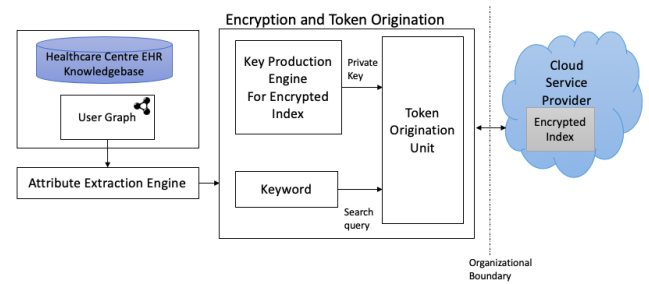 Encryption and Token Origination
Healthcare Centre EHR
Knowledgebase
User Graph
Attribute Extraction Engine
Key Production
Engine
For Encrypted
Index
Private
Key
Keyword
Search
query
Token
Origination
Unit
Cloud
Service
Provider
Encrypted
Index
Organizational
Boundary